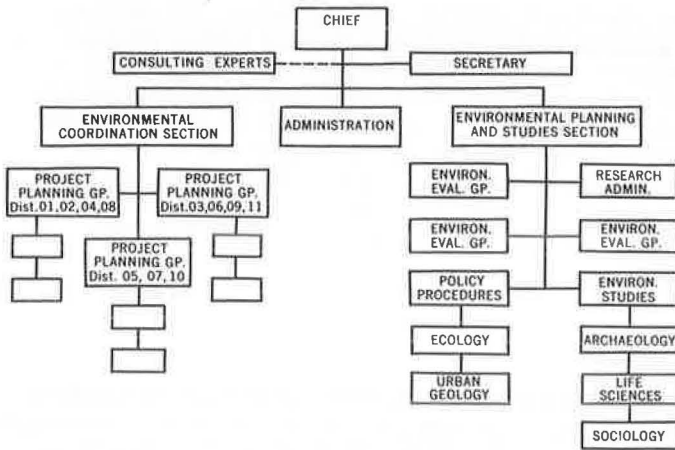 CHIEF
CONSULTING EXPERTS
SECRETARY
ENVIRONMENTAL
COORDINATION SECTION
ADMINISTRATION
ENVIRONMENTAL PLANNING
AND STUDIES SECTION
PROJECT
PLANNING GP.
Dist.01,02,04,08
PROJECT
PLANNING GP.
Dist.03,06,09,11
PROJECT
PLANNING GP.
Dist. 05, 07, 10
ENVIRON.
EVAL. GP.
RESEARCH
ADMIN.
ENVIRON.
EVAL. GP.
ENVIRON.
EVAL. GP.
POLICY
PROCEDURES
ENVIRON.
STUDIES
ECOLOGY
ARCHAEOLOGY
URBAN
GEOLOGY
LIFE
SCIENCES
SOCIOLOGY